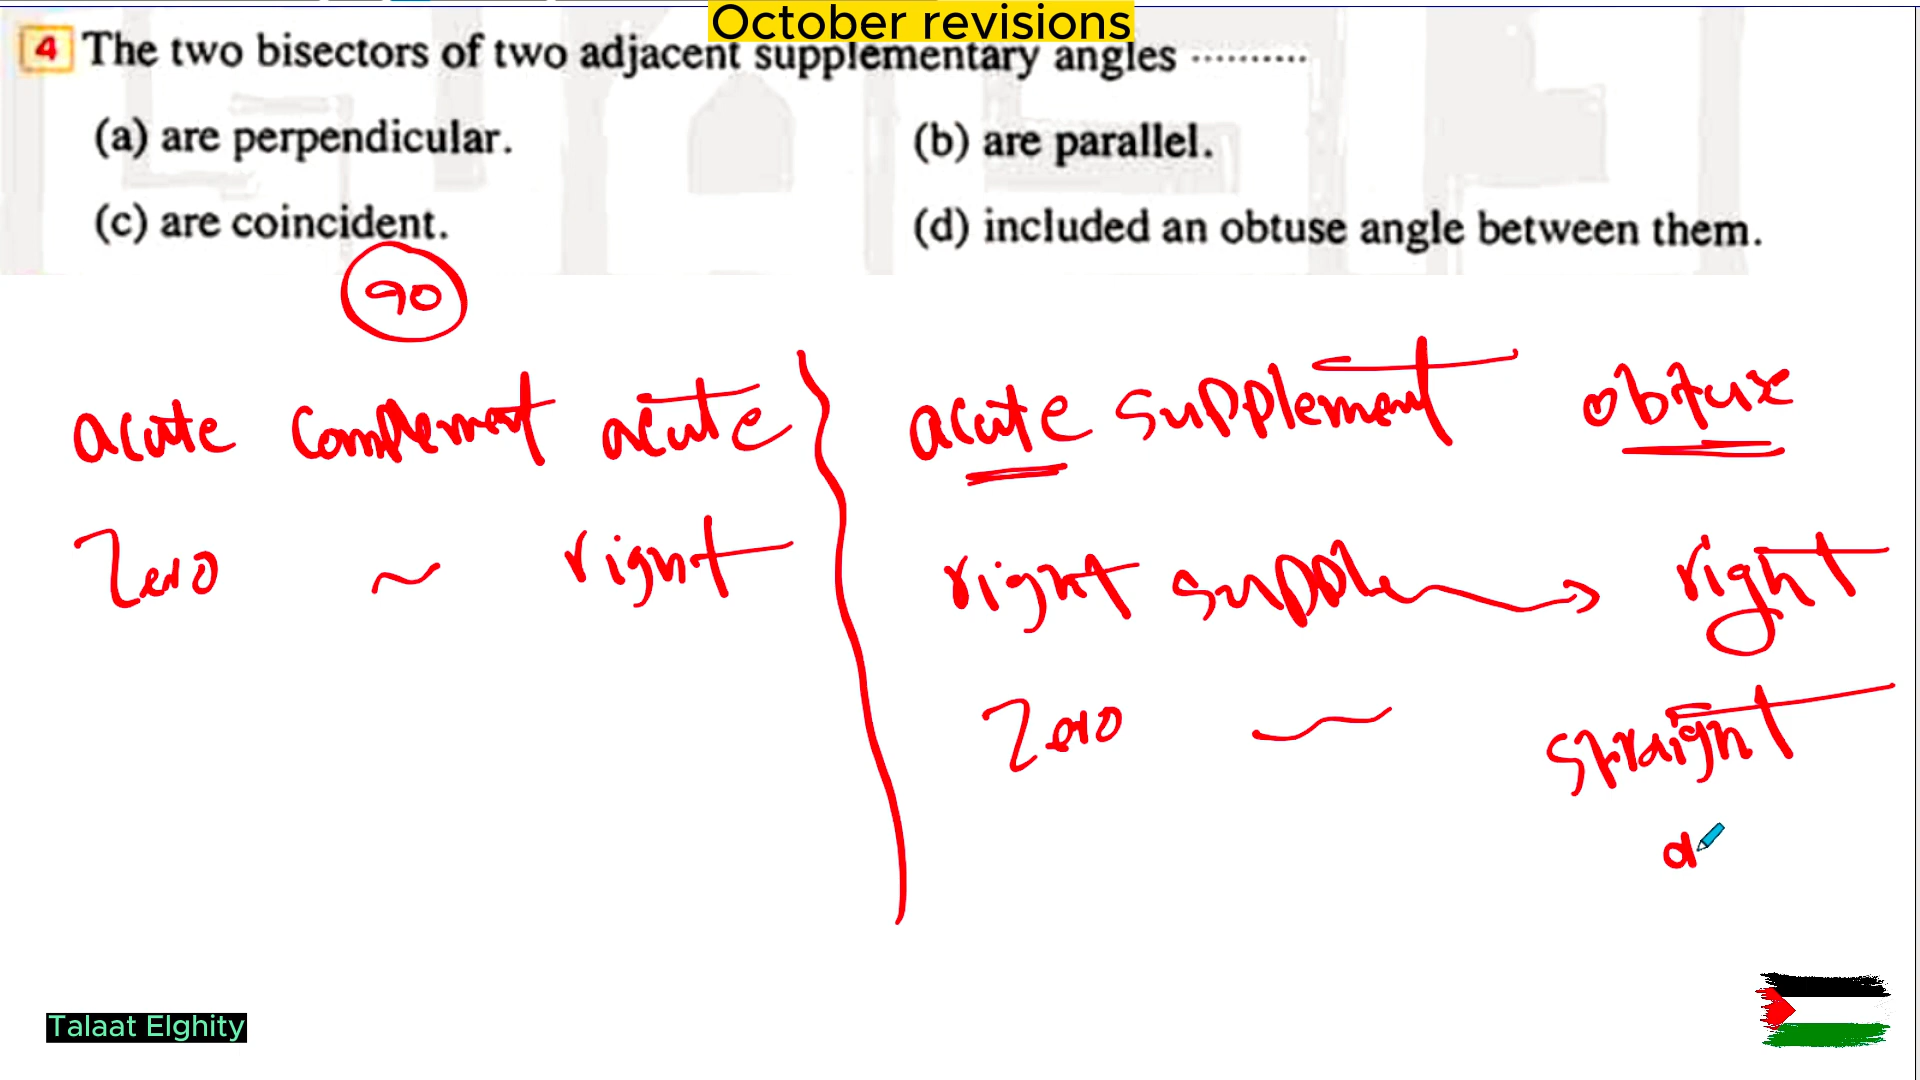 October revisions
4 The two bisectors of two adjacent supplementary angles ..........
(a) are perpendicular.
(b) are parallel.
(c) are coincident.
(d) included an obtuse angle between them.
90
acute complement acute
acute supplement obtuse
Zero ~ right
right supple → right
Zero ~ straight
Talaat Elghity